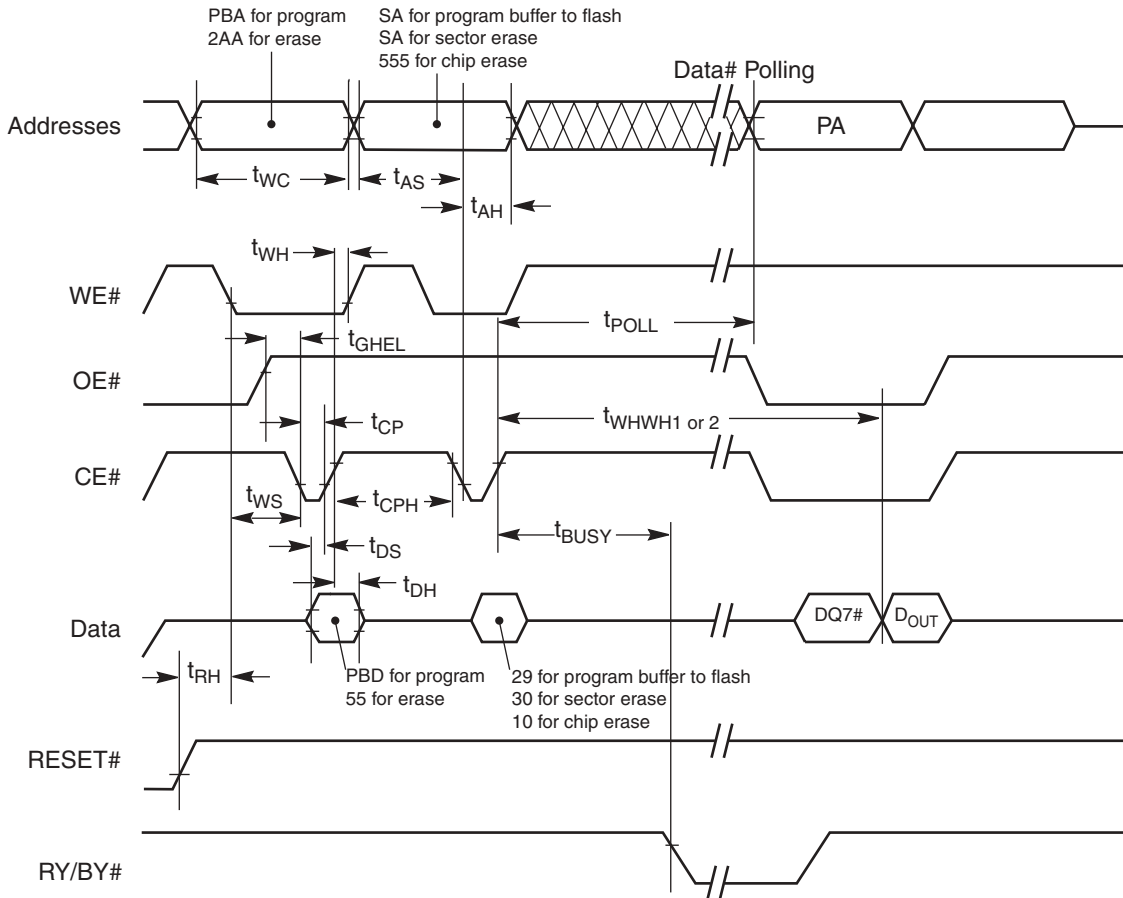 PBA for program
2AA for erase
SA for program buffer to flash
SA for sector erase
555 for chip erase
Data# Polling
Addresses
PA
tWC
tAS
tAH
tWH
WE#
tPOLL
tGHEL
OE#
tWHWH1 or 2
tCP
CE#
tWS
tCPH
tBUSY
tDS
tDH
Data
DQ7#
DOUT
tRH
PBD for program
55 for erase
29 for program buffer to flash
30 for sector erase
10 for chip erase
RESET#
RY/BY#